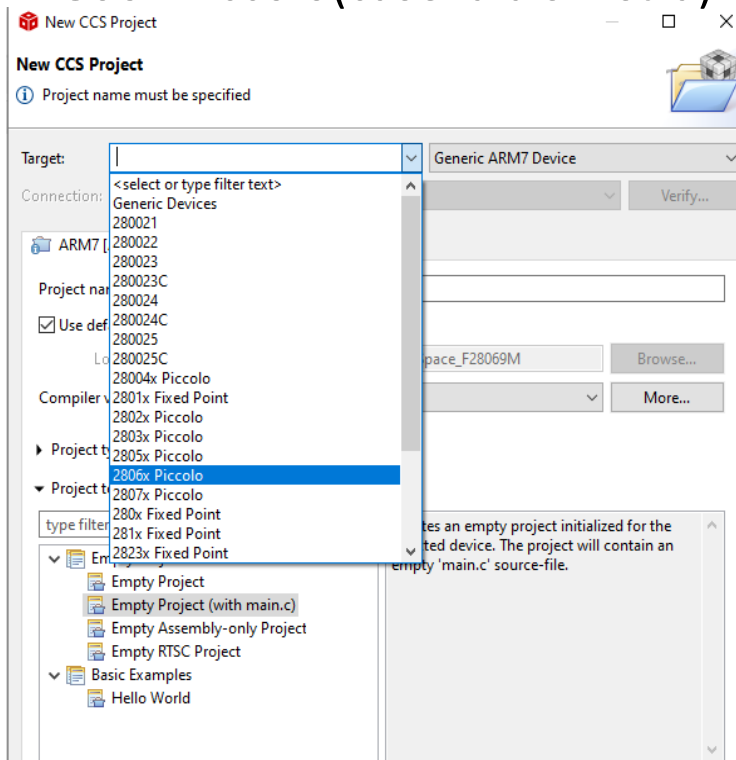 New CCS Project
New CCS Project
Project name must be specified
Target:
Generic ARM7 Device
<select or type filter text>
Connection:
Verify...
Generic Devices
280021
ARM7 [
280022
280023
280023C
Project nar
280024
280024C
Use def
280025
280025C
Lo
pace_F28069M
Browse...
28004x Piccolo
Compiler v
2801x Fixed Point
More...
2802x Piccolo
2803x Piccolo
Project ty
2805x Piccolo
2806x Piccolo
Project te
2807x Piccolo
280x Fixed Point
type filter
281x Fixed Point
tes an empty project initialized for the
2823x Fixed Point
ted device. The project will contain an
Em
empty 'main.c' source-file.
Empty Project
Empty Project (with main.c)
Empty Assembly-only Project
Empty RTSC Project
Basic Examples
Hello World